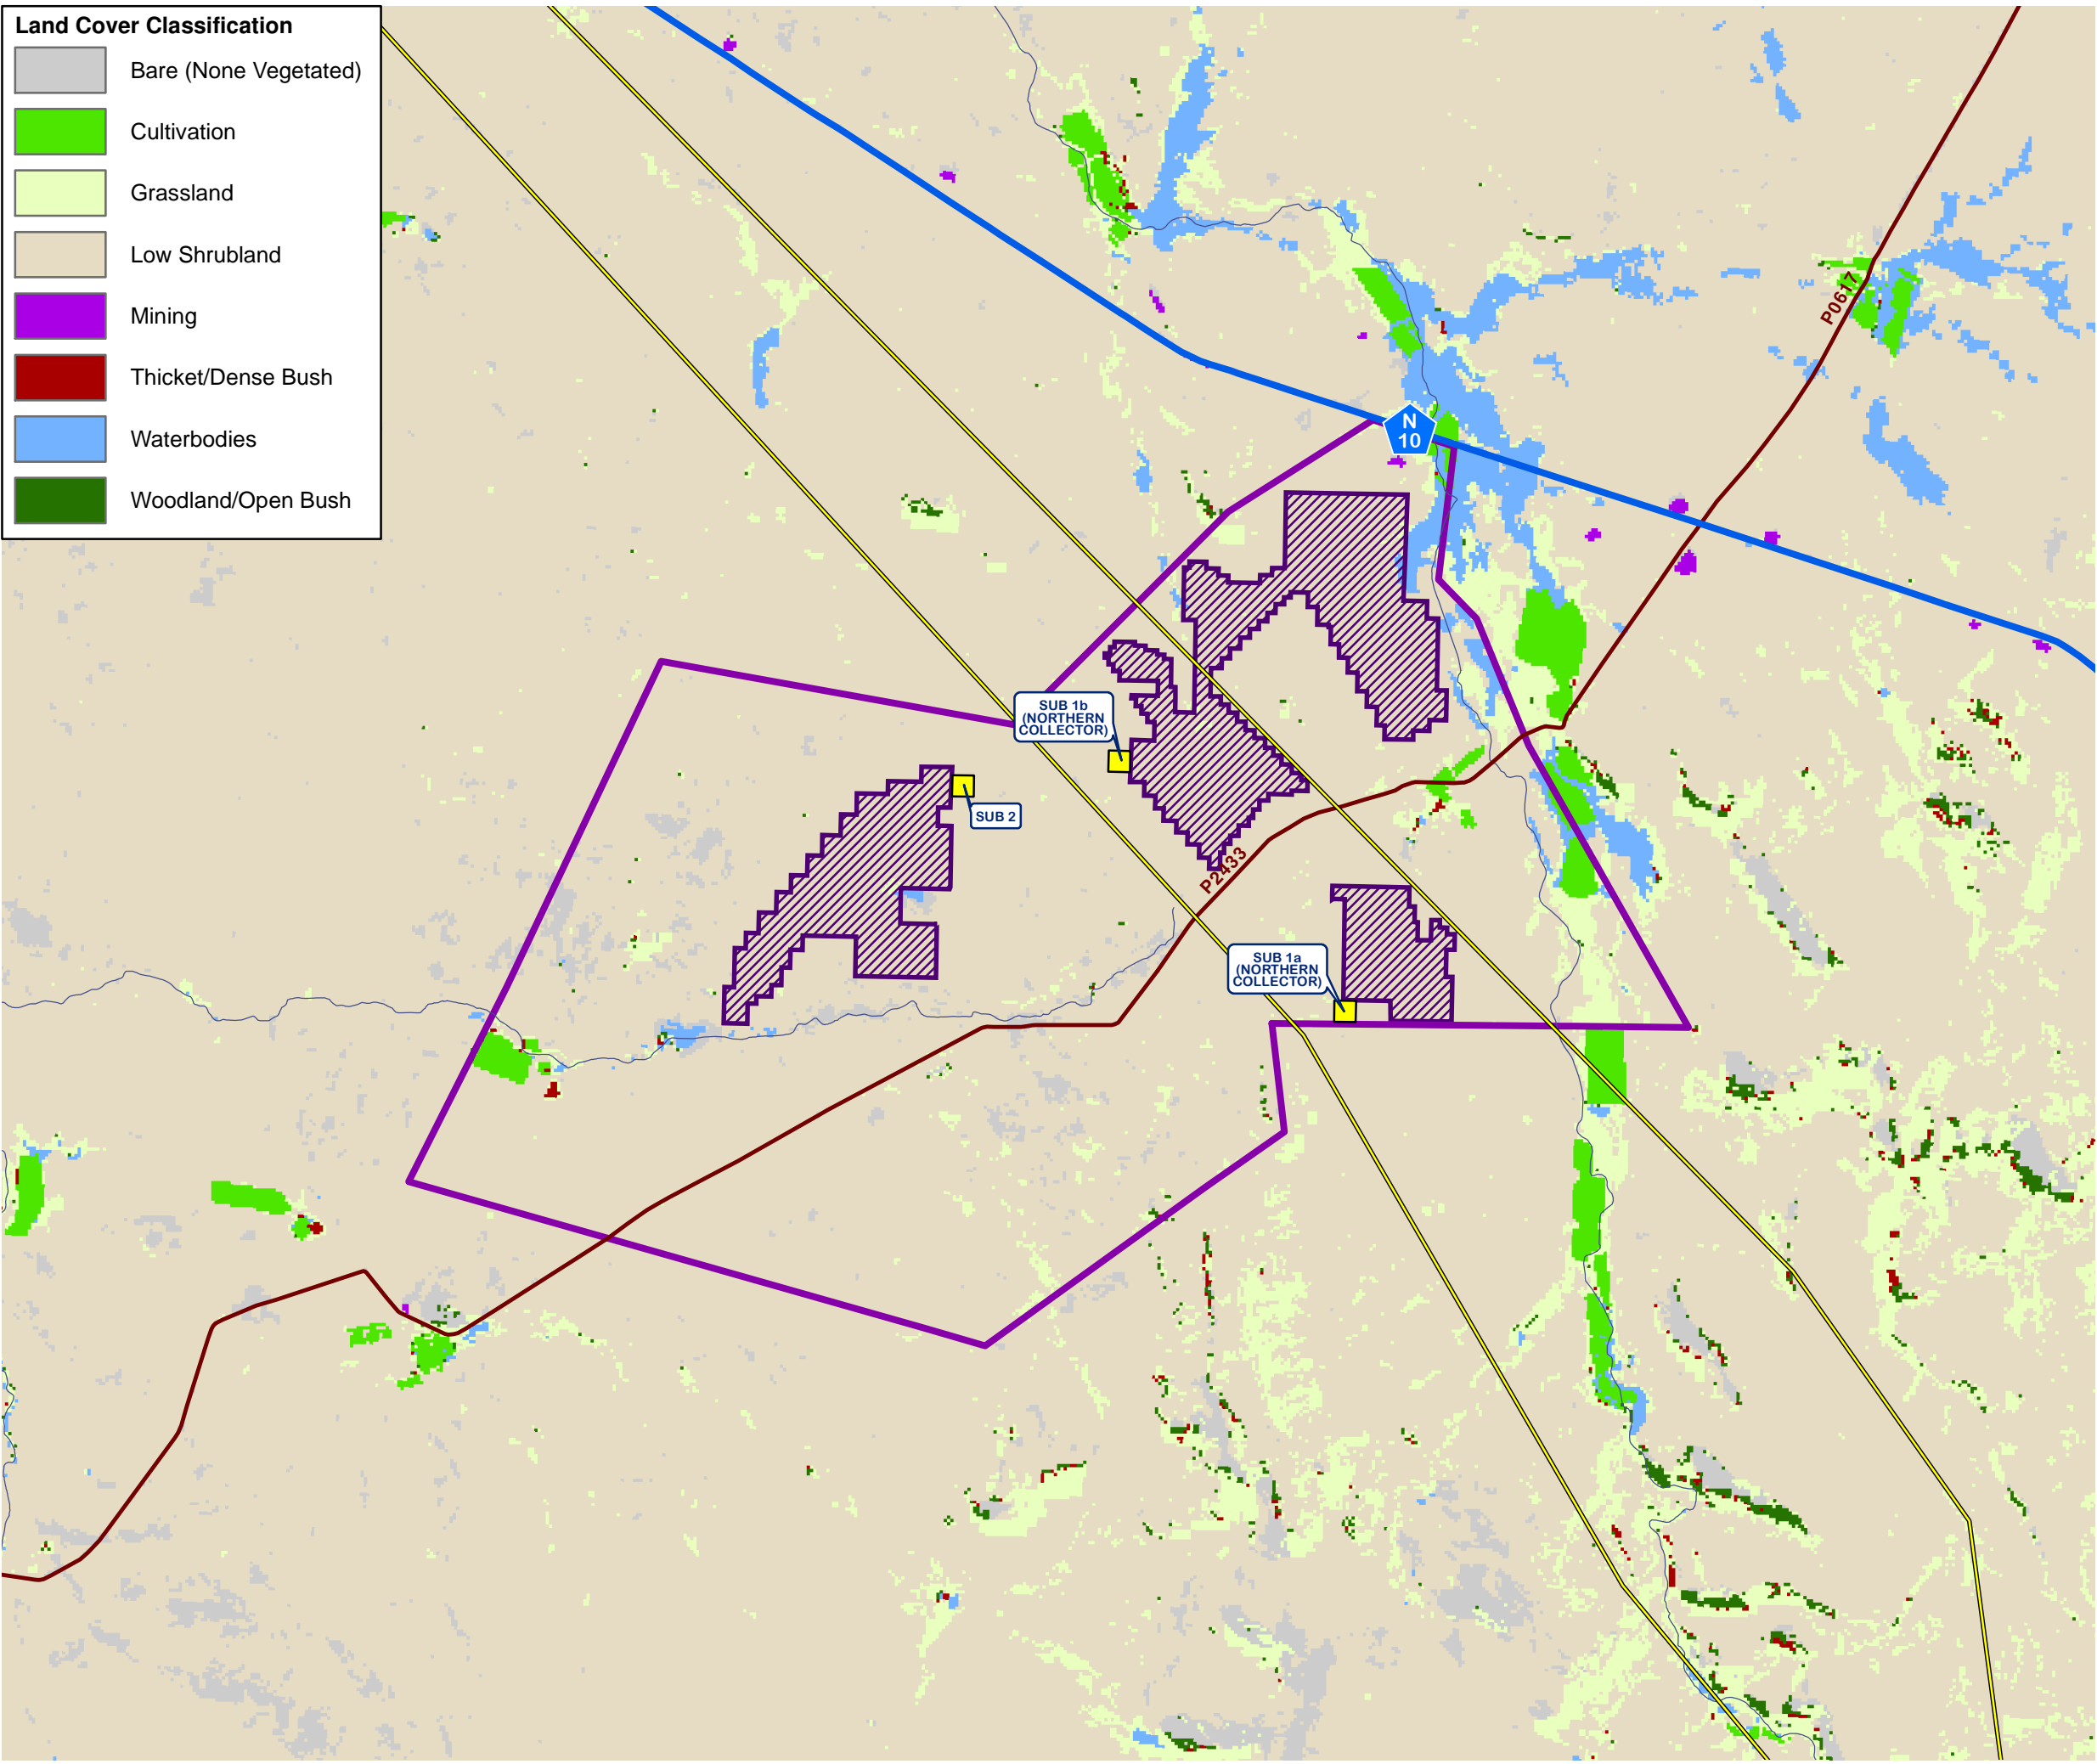 Land Cover Classification
Bare (None Vegetated)
Cultivation
Grassland
Low Shrubland
Mining
Thicket/Dense Bush
Waterbodies
Woodland/Open Bush
P0617
N
10
SUB 1b
(NORTHERN
COLLECTOR)
SUB 2
P2433
SUB 1a
(NORTHERN
COLLECTOR)